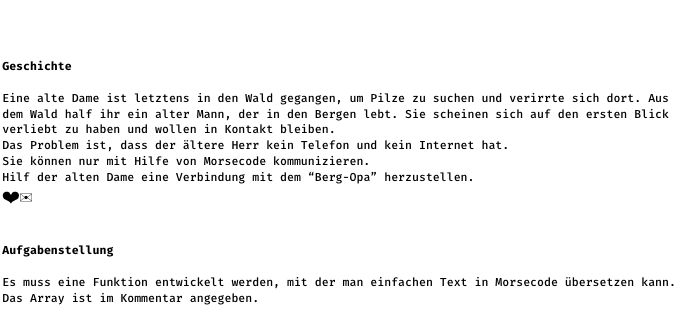 Geschichte
Eine alte Dame ist letztens in den Wald gegangen, um Pilze zu suchen und verirrte sich dort. Aus
dem Wald half ihr ein alter Mann, der in den Bergen lebt. Sie scheinen sich auf den ersten Blick
verliebt zu haben und wollen in Kontakt bleiben.
Das Problem ist, dass der ältere Herr kein Telefon und kein Internet hat.
Sie können nur mit Hilfe von Morsecode kommunizieren.
Hilf der alten Dame eine Verbindung mit dem “Berg-Opa” herzustellen.
❤✉
Aufgabenstellung
Es muss eine Funktion entwickelt werden, mit der man einfachen Text in Morsecode übersetzen kann.
Das Array ist im Kommentar angegeben.